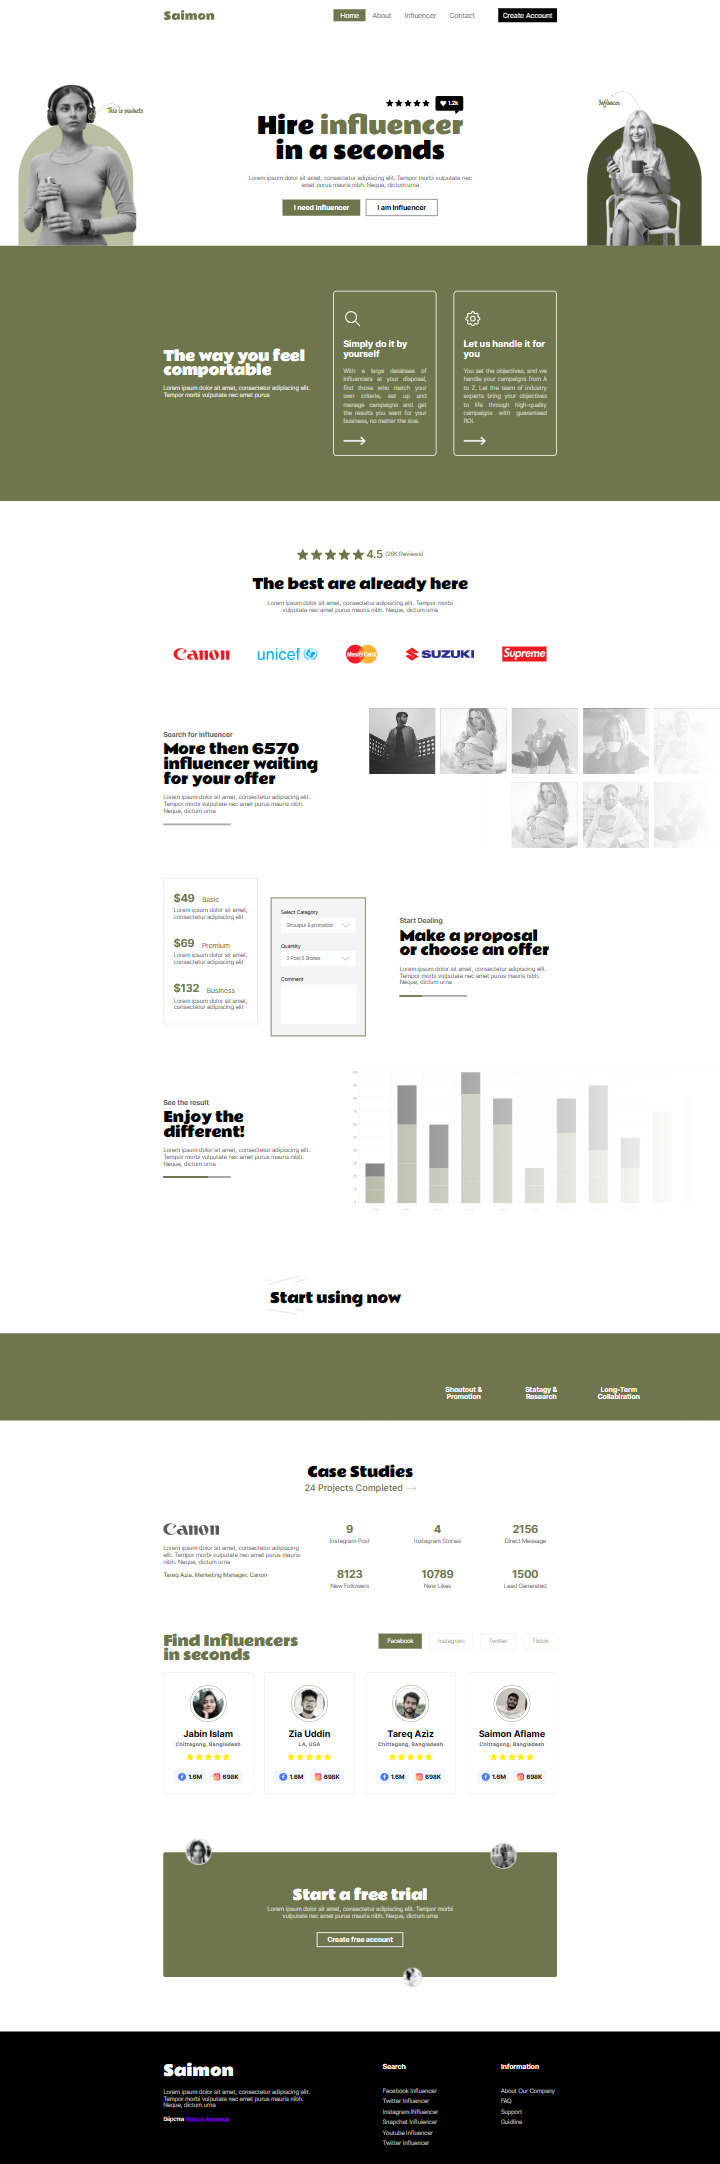 Saimon
Home About Influencer Contact Create Account
This is products
1.2k
Influencer
Hire influencer
in a seconds
Lorem ipsum dolor sit amet, consectetur adipiscing elit. Tempor morbi vulputate nec
amet purus mauris nibh. Neque, dictum urna
I need Influencer I am Influencer
The way you feel
comportable
Lorem ipsum dolor sit amet, consectetur adipiscing elit.
Tempor morbi vulputate nec amet purus
Simply do it by
yourself
With a large database of
influencers at your disposal,
find those who match your
own criteria, set up and
manage campaigns and get
the results you want for your
business, no matter the size.
Let us handle it for
you
You set the objectives, and we
handle your campaigns from A
to Z. Let the team of industry
experts bring your objectives
to life through high-quality
campaigns with guaranteed
ROI.
4.5 (26K Reviews)
The best are already here
Lorem ipsum dolor sit amet, consectetur adipiscing elit. Tempor morbi
vulputate nec amet purus mauris nibh. Neque, dictum urna
Canon
unicef
MasterCard
SUZUKI
Supreme
Search for influencer
More then 6570
influencer waiting
for your offer
Lorem ipsum dolor sit amet, consectetur adipiscing elit.
Tempor morbi vulputate nec amet purus mauris nibh.
Neque, dictum urna
$49 Basic
Lorem ipsum dolor sit amet,
consectetur adipiscing elit
$69 Premium
Lorem ipsum dolor sit amet,
consectetur adipiscing elit
$132 Business
Lorem ipsum dolor sit amet,
consectetur adipiscing elit
Select Category
Shoutput & promotion
Quantity
2 Post,5 Stories
Comment
Start Dealing
Make a proposal
or choose an offer
Lorem ipsum dolor sit amet, consectetur adipiscing elit.
Tempor morbi vulputate nec amet purus mauris nibh.
Neque, dictum urna
See the result
Enjoy the
different!
Lorem ipsum dolor sit amet, consectetur adipiscing elit.
Tempor morbi vulputate nec amet purus mauris nibh.
Neque, dictum urna
Start using now
Shoutout &
Promotion
Statagy &
Research
Long-Term
Collabiration
Case Studies
24 Projects Completed
Canon
Lorem ipsum dolor sit amet, consectetur adipiscing
elit. Tempor morbi vulputate nec amet purus mauris
nibh. Neque, dictum urna
Tareq Aziz. Marketing Manager. Canon
9
Instagram Post
4
Instagram Stories
2156
Direct Message
8123
New Followers
10789
New Likes
1500
Lead Generated
Find Influencers
in seconds
Facebook Instagram Twitter Tiktok
Jabin Islam
Chittagong, Bangladesh
1.6M 698K
Zia Uddin
LA, USA
1.6M 698K
Tareq Aziz
Chittagong, Bangladesh
1.6M 698K
Saimon Aflame
Chittagong, Bangladesh
1.6M 698K
Start a free trial
Lorem ipsum dolor sit amet, consectetur adipiscing elit. Tempor morbi
vulputate nec amet purus mauris nibh. Neque, dictum urna
Create free account
Saimon
Lorem ipsum dolor sit amet, consectetur adipiscing elit.
Tempor morbi vulputate nec amet purus mauris nibh.
Neque, dictum urna
Вёрстка
Search
Facebook Influencer
Twitter Influencer
Instagram INfluencer
Snapchat Influiencer
Youtube Influencer
Twitter Influencer
Information
About Our Company
FAQ
Support
Guidline